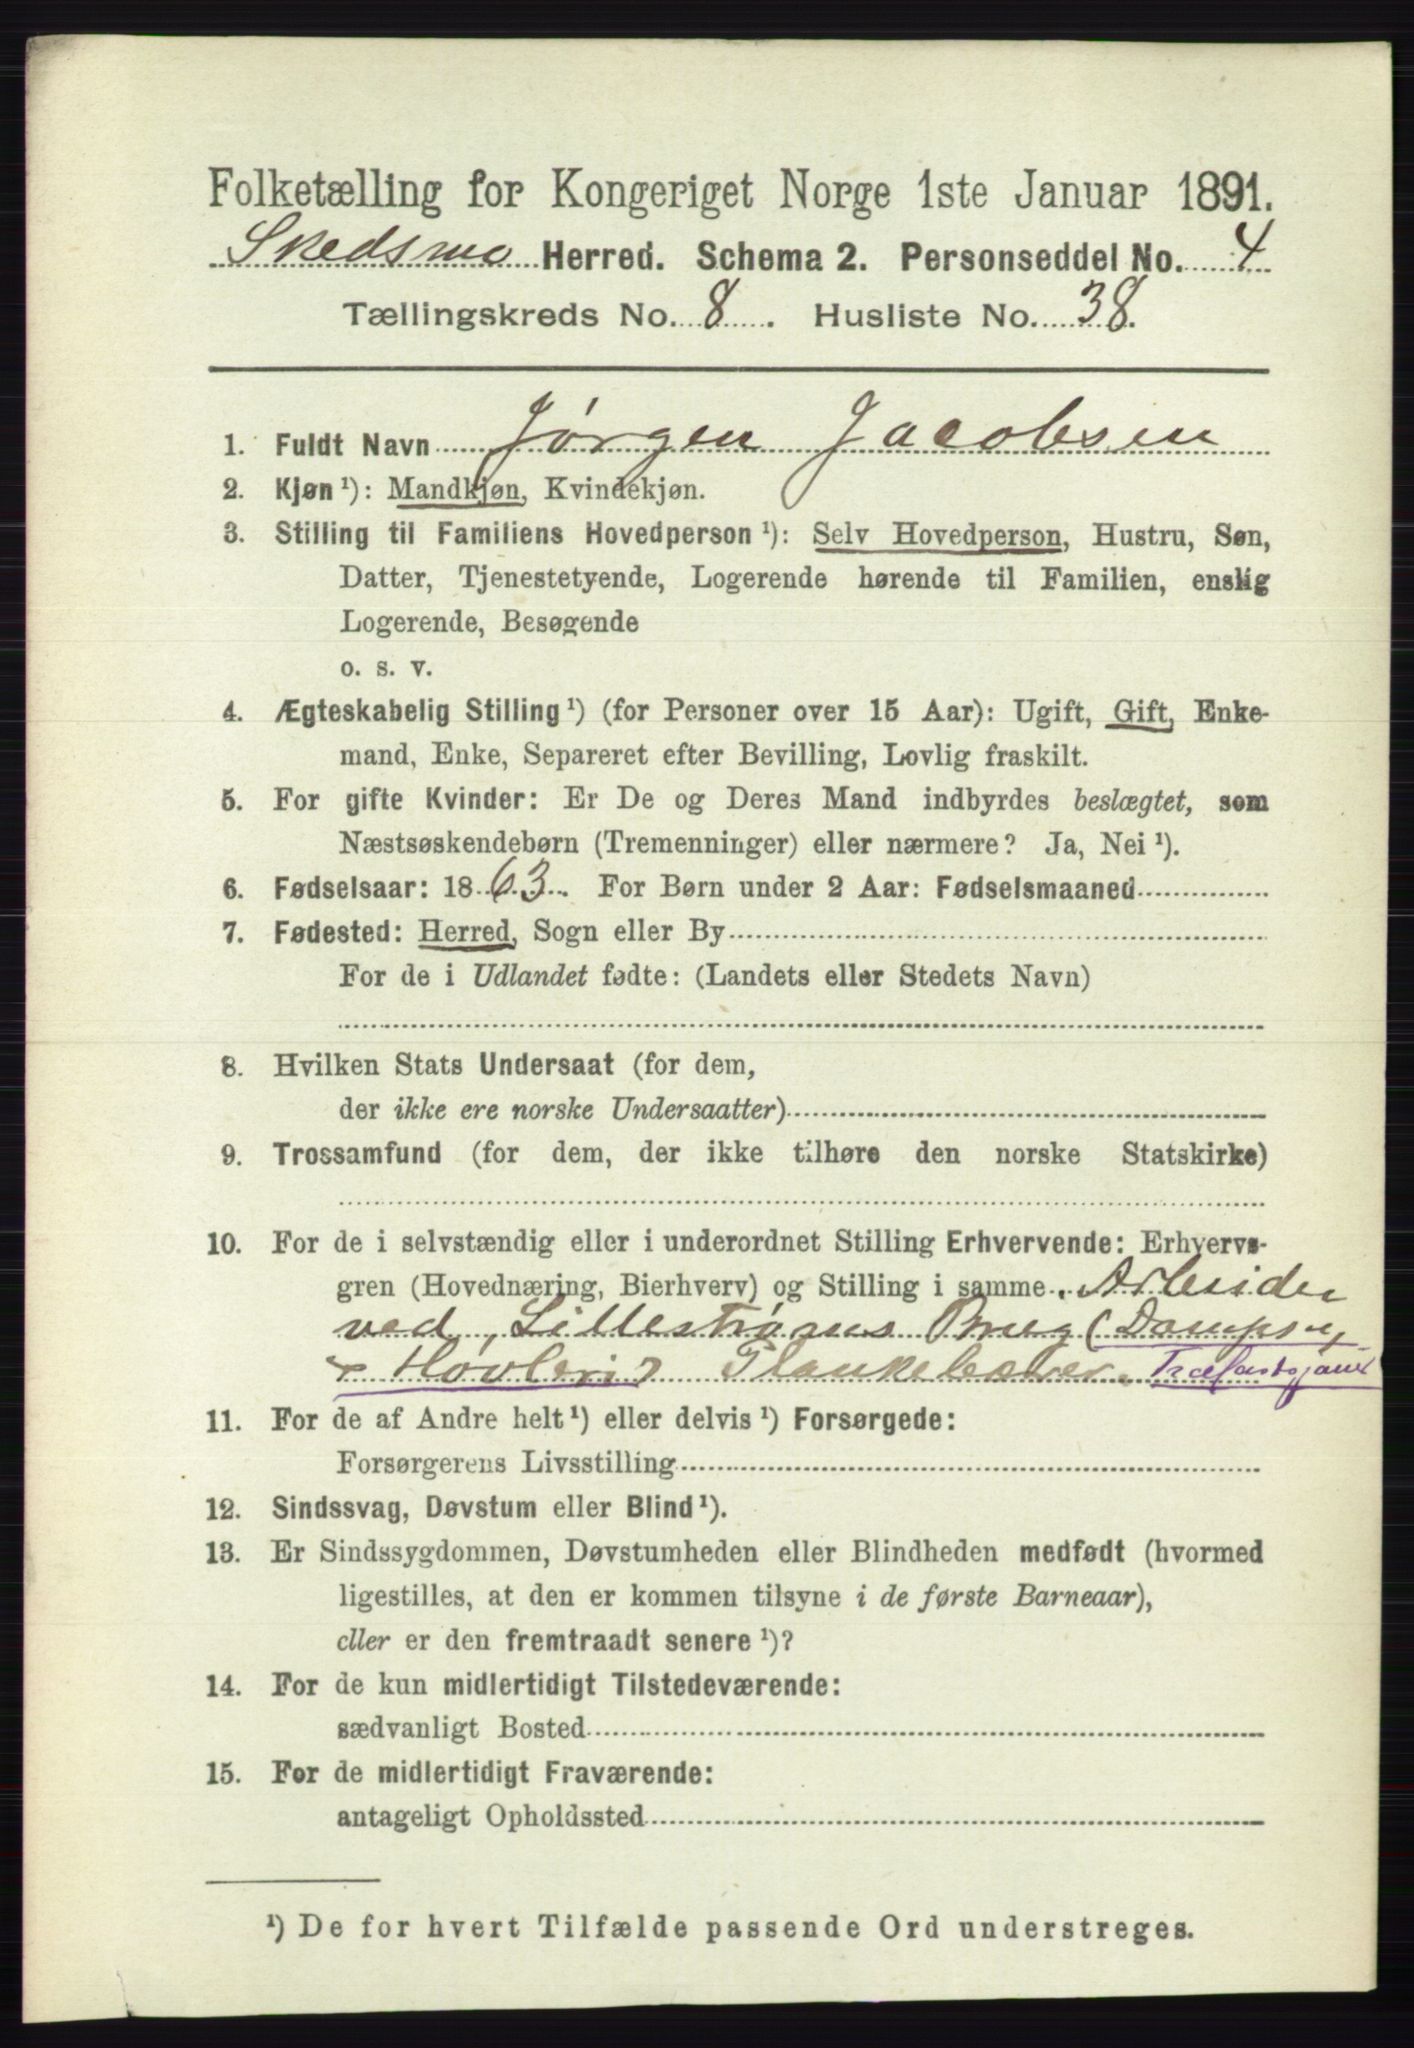 Folketælling for Kongeriget Norge 1ste Januar 1891.
Skedsmo Herred. Schema 2. Personseddel No. 4
Tællingskreds No. 8. Husliste No. 38.
1. Fuldt Navn Jørgen Jacobsen
2. Kjøn ¹): Mandkjøn, Kvindekjøn.
3. Stilling til Familiens Hovedperson ¹): Selv Hovedperson, Hustru, Søn,
Datter, Tjenestetyende, Logerende hørende til Familien, enslig
Logerende, Besøgende
o. s. v.
4. Ægteskabelig Stilling ¹) (for Personer over 15 Aar): Ugift, Gift, Enke-
mand, Enke, Separeret efter Bevilling, Lovlig fraskilt.
5. For gifte Kvinder: Er De og Deres Mand indbyrdes beslægtet, som
Næstsøskendebørn (Tremenninger) eller nærmere? Ja, Nei ¹).
6. Fødselsaar: 1863. For Børn under 2 Aar: Fødselsmaaned
7. Fødested: Herred, Sogn eller By
For de i Udlandet fødte: (Landets eller Stedets Navn)
8. Hvilken Stats Undersaat (for dem,
der ikke ere norske Undersaatter)
9. Trossamfund (for dem, der ikke tilhøre den norske Statskirke)
10. For de i selvstændig eller i underordnet Stilling Erhvervende: Erhvervs-
gren (Hovednæring, Bierhverv) og Stilling i samme. Arbeider
ved Lillestrøms Brug (Dampsag
& Høvleri) Plankebærer.
11. For de af Andre helt ¹) eller delvis ¹) Forsørgede:
Forsørgerens Livsstilling
12. Sindssvag, Døvstum eller Blind ¹).
13. Er Sindssygdommen, Døvstumheden eller Blindheden medfødt (hvormed
ligestilles, at den er kommen tilsyne i de første Barneaar),
eller er den fremtraadt senere ¹)?
14. For de kun midlertidigt Tilstedeværende:
sædvanligt Bosted
15. For de midlertidigt Fraværende:
antageligt Opholdssted
¹) De for hvert Tilfælde passende Ord understreges.